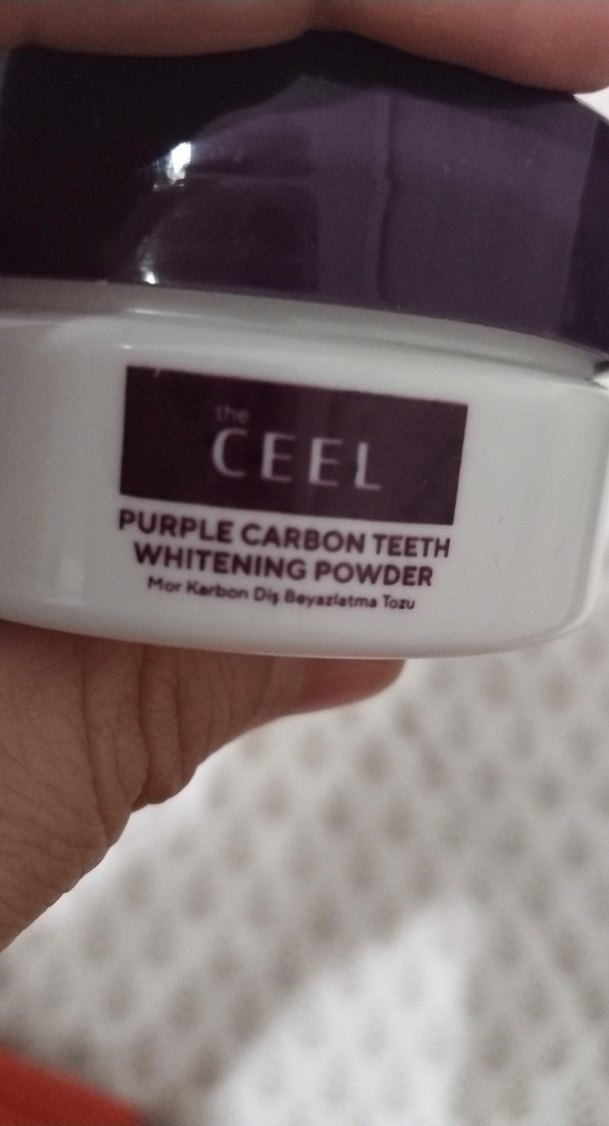 the
CEEL
PURPLE CARBON TEETH
WHITENING POWDER
Mor Karbon Diş Beyazlatma Tozu